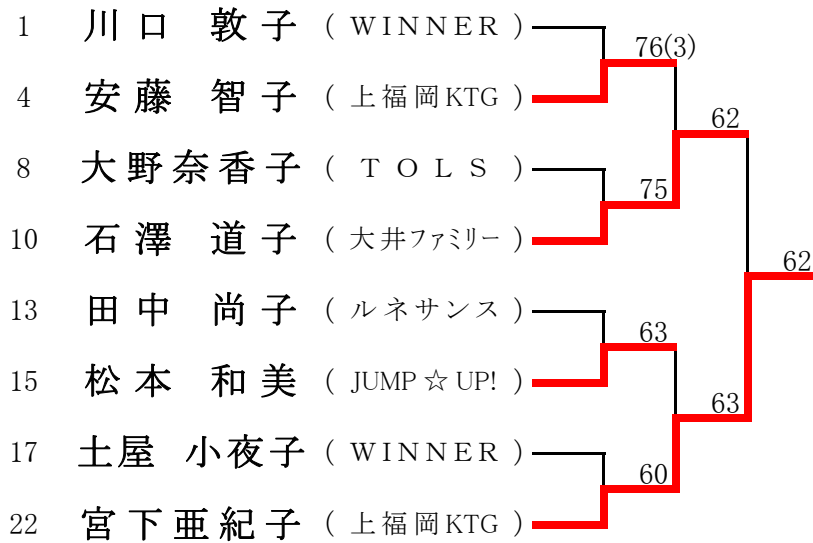 1 川口 敦子 ( WINNER )
76(3)
4 安藤 智子 ( 上福岡KTG )
62
8 大野奈香子 ( TOLS )
75
10 石澤 道子 ( 大井ファミリー )
62
13 田中 尚子 ( ルネサンス )
63
15 松本 和美 ( JUMP☆UP! )
63
17 土屋 小夜子 ( WINNER )
60
22 宮下亜紀子 ( 上福岡KTG )